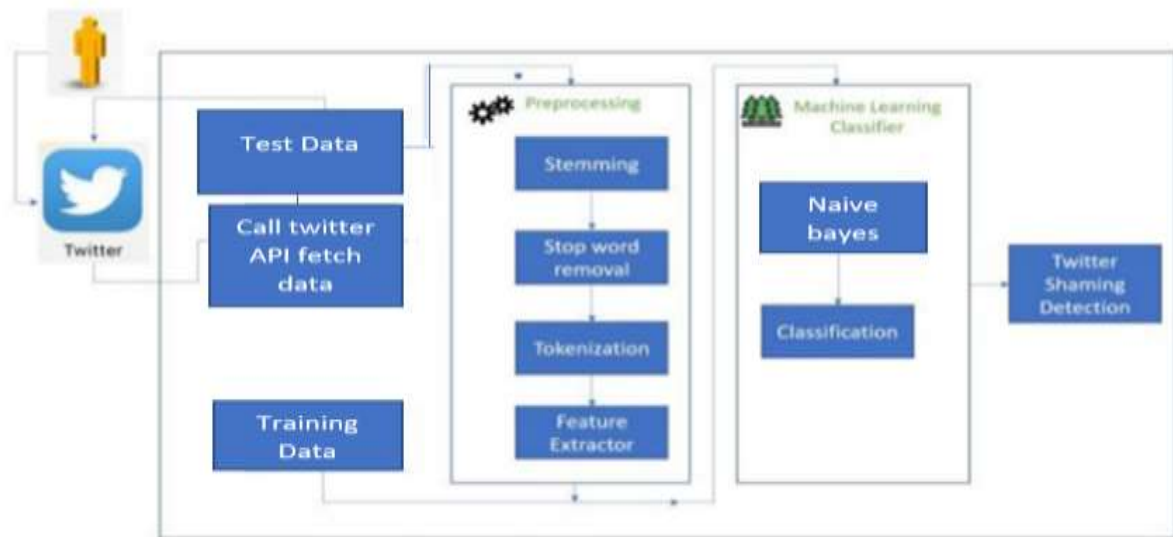 Twitter
Test Data
Call twitter
API fetch
data
Training
Data
Preprocessing
Stemming
Stop word
removal
Tokenization
Feature
Extractor
Machine Learning
Classifier
Naive
bayes
Classification
Twitter
Shaming
Detection